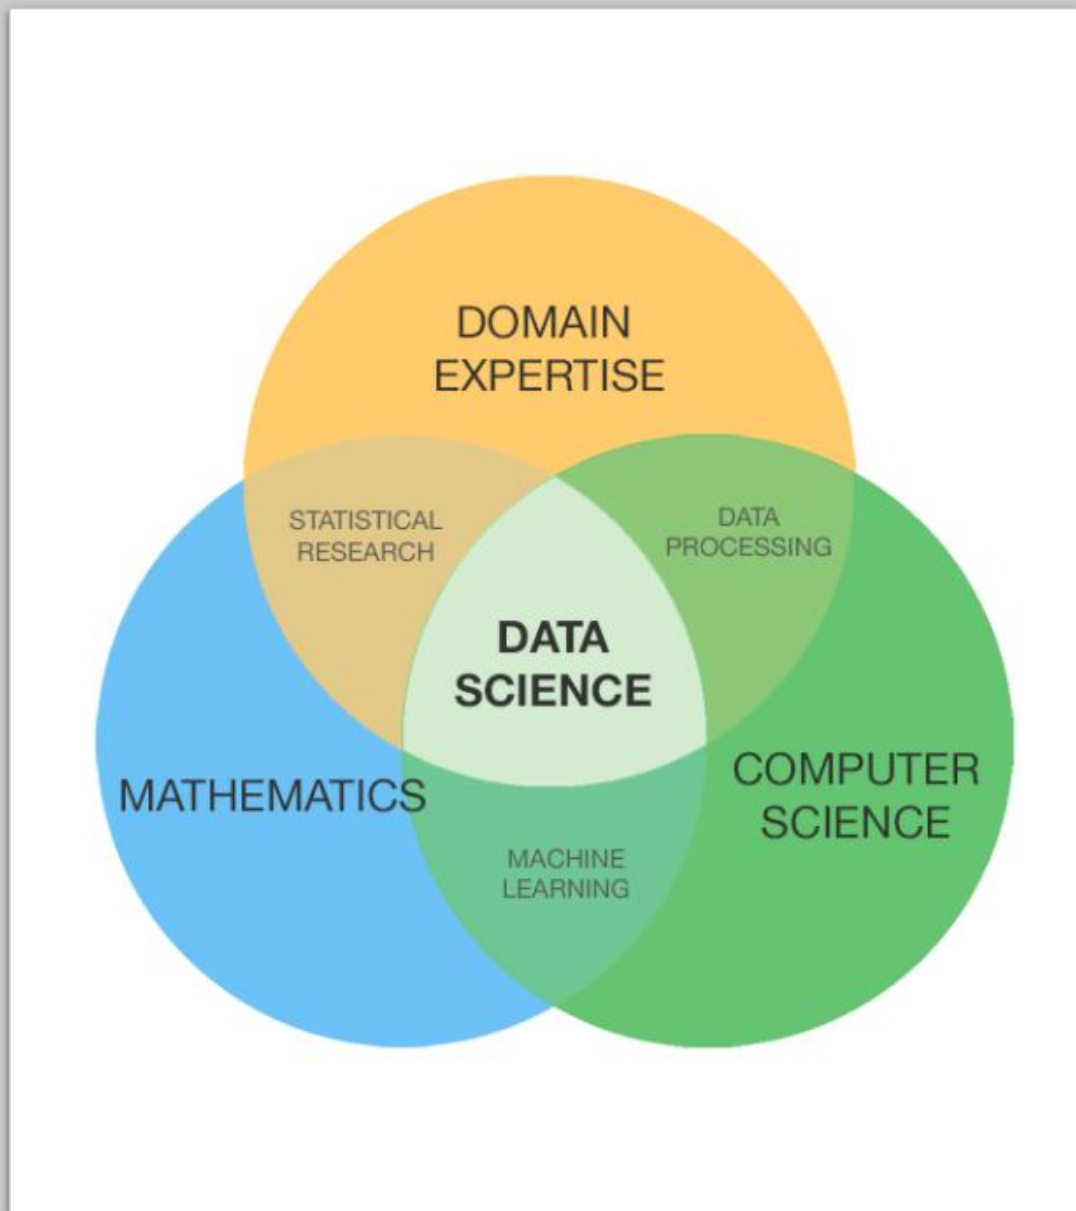 DOMAIN
EXPERTISE
STATISTICAL
RESEARCH
DATA
PROCESSING
DATA
SCIENCE
MATHEMATICS
COMPUTER
SCIENCE
MACHINE
LEARNING